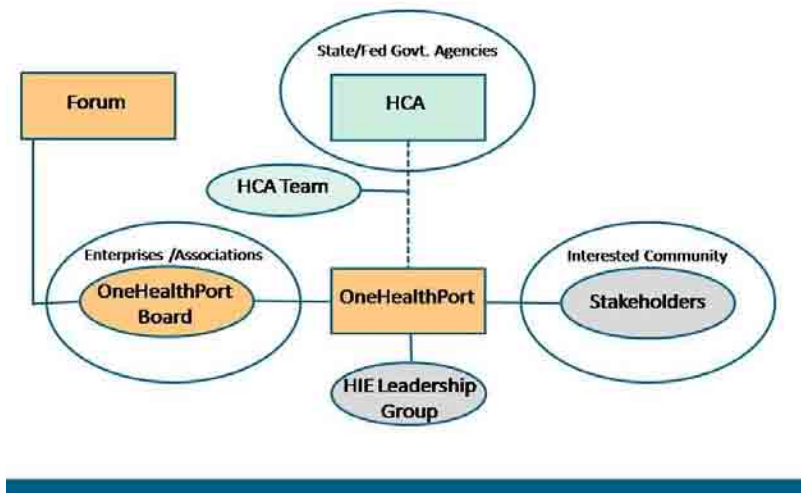 State/Fed Govt. Agencies
Forum
HCA
HCA Team
Enterprises /Associations
Interested Community
OneHealthPort
Board
OneHealthPort
Stakeholders
HIE Leadership
Group